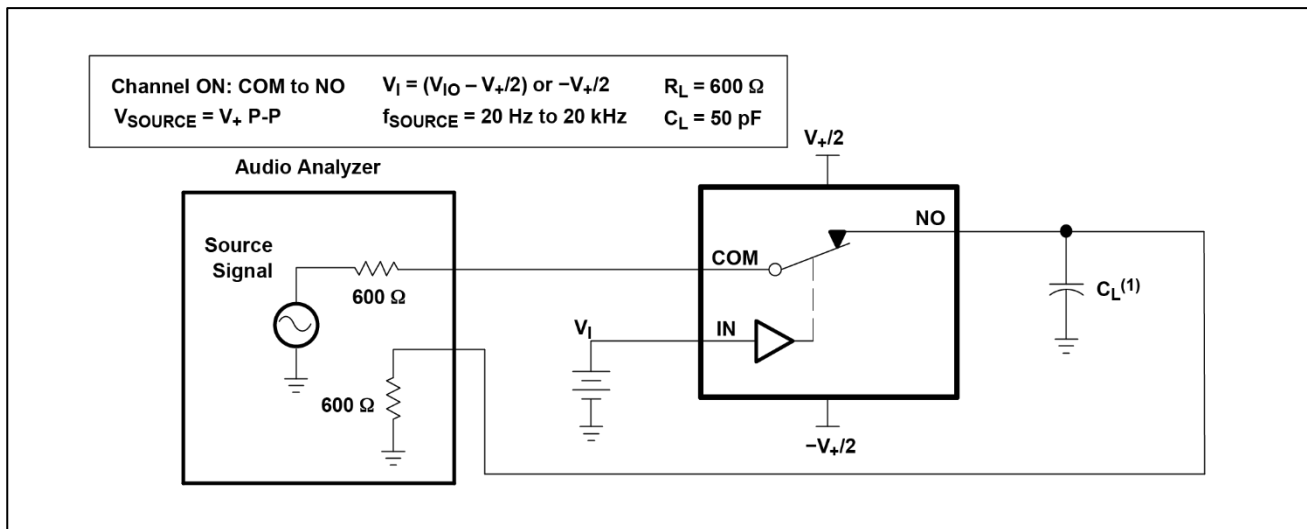 Channel ON: COM to NO
V_I = (V_IO – V_+/2) or −V_+/2
R_L = 600 Ω
V_SOURCE = V_+ P-P
f_SOURCE = 20 Hz to 20 kHz
C_L = 50 pF
V_+/2
Audio Analyzer
NO
Source
Signal
COM
600 Ω
C_L(1)
V_I
IN
600 Ω
−V_+/2